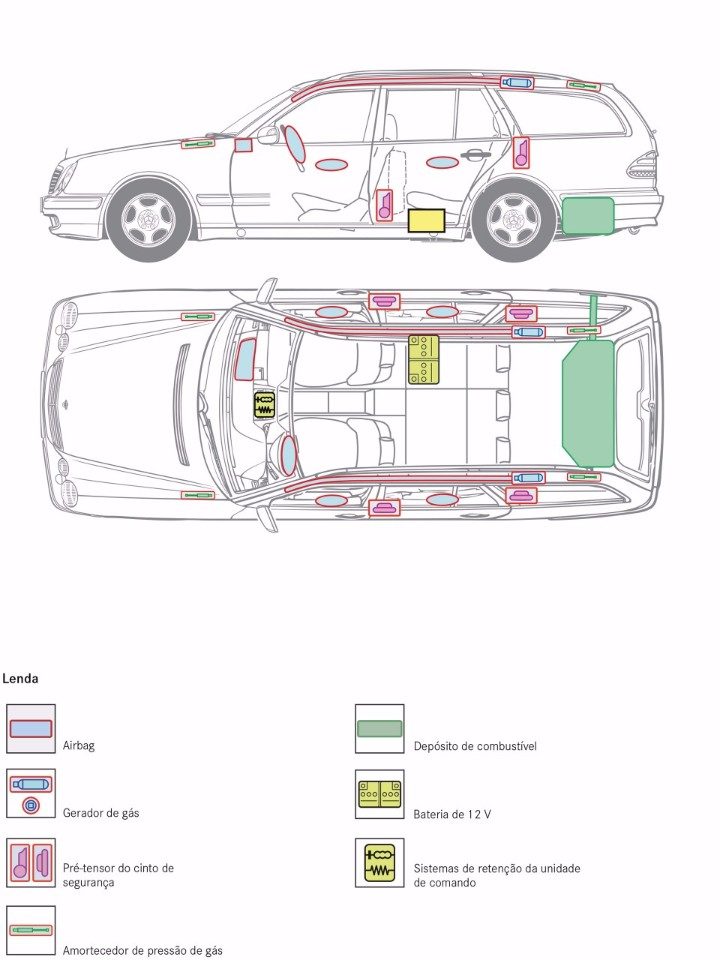 Lenda
Airbag
Depósito de combustível
Gerador de gás
Bateria de 12 V
Pré-tensor do cinto de
segurança
Sistemas de retenção da unidade
de comando
Amortecedor de pressão de gás